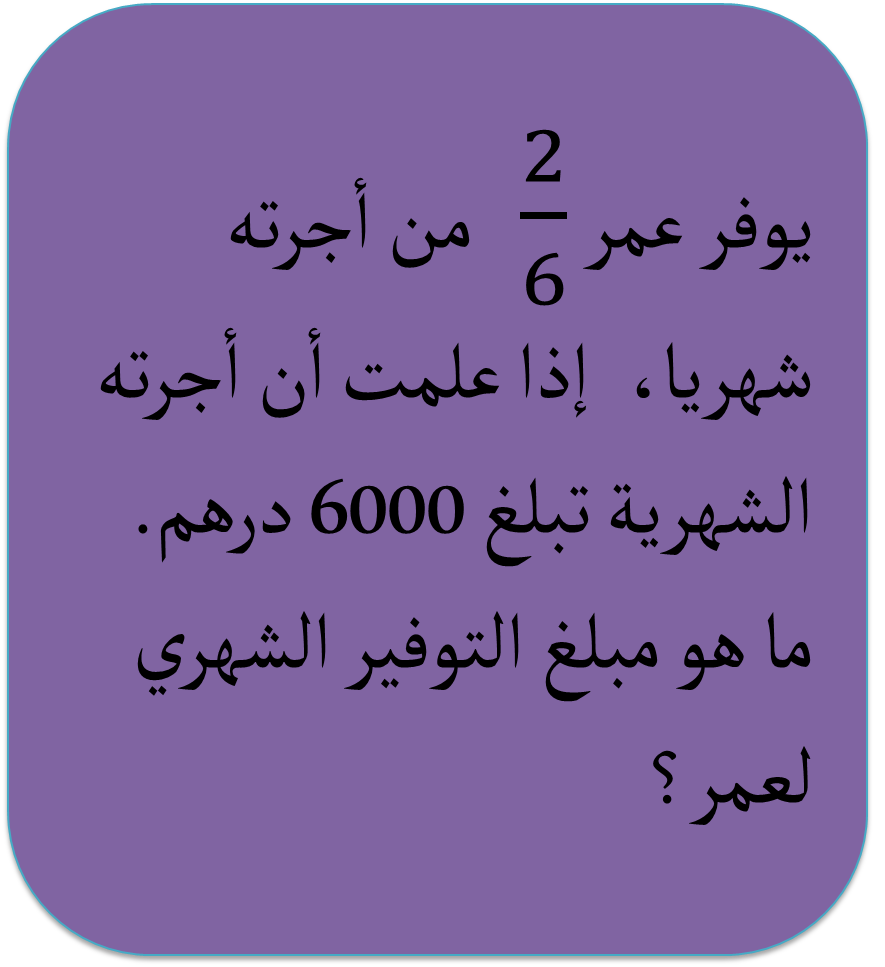 يوفر عمر 2/6 من أجرته
شهريا، إذا علمت أن أجرته
الشهرية تبلغ 6000 درهم.
ما هو مبلغ التوفير الشهري
لعمر؟